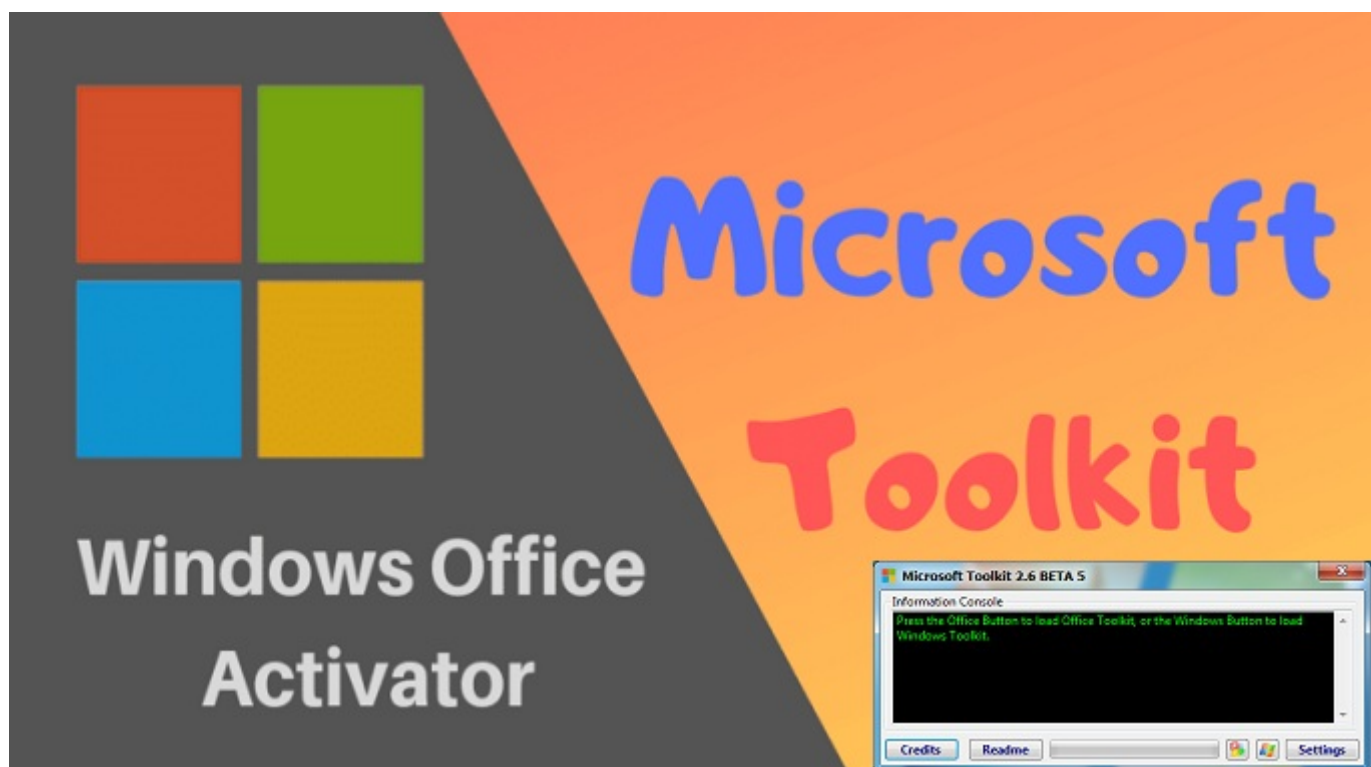 Microsoft
Toolkit
Windows Office
Activator
Microsoft Toolkit 2.6 BETA 5
Information Console
Press the Office Button to load Office Toolkit, or the Windows Button to load
Windows Toolkit.
Credits
Readme
Settings